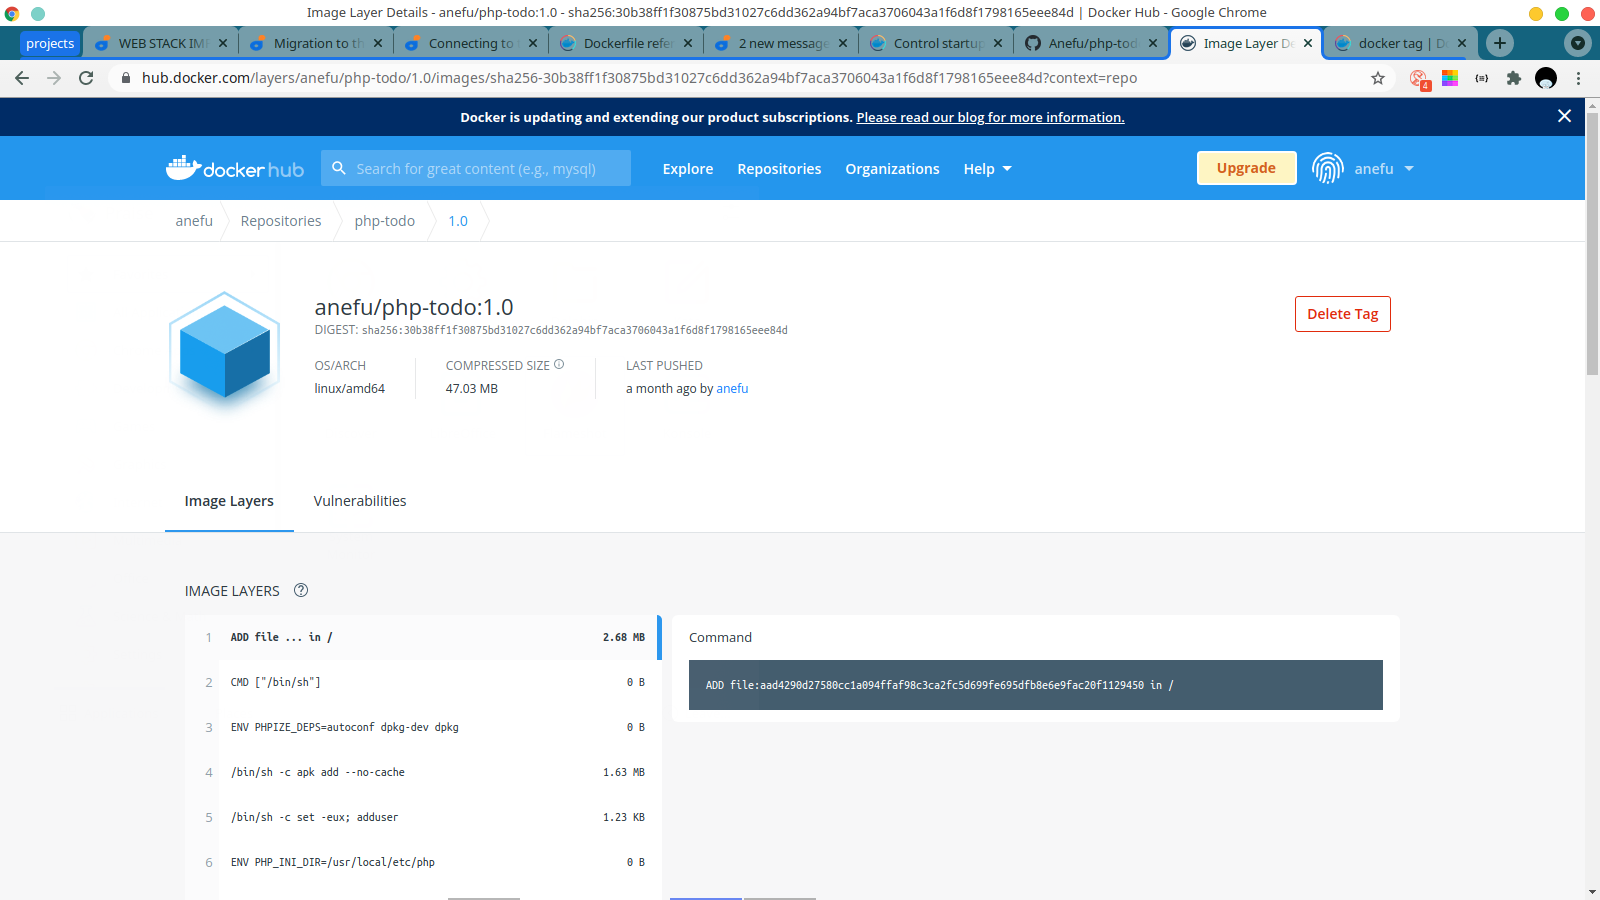 Image Layer Details - anefu/php-todo:1.0 - sha256:30b38ff1f30875bd31027c6dd362a94bf7aca3706043a1f6d8f1798165eee84d | Docker Hub - Google Chrome
projects
WEB STACK IM
Migration to th
Connecting to
Dockerfile refe
2 new message
Control startup
Anefu/php-tod
Image Layer De
docker tag | D
hub.docker.com/layers/anefu/php-todo/1.0/images/sha256-30b38ff1f30875bd31027c6dd362a94bf7aca3706043a1f6d8f1798165eee84d?context=repo
4
Docker is updating and extending our product subscriptions. Please read our blog for more information.
dockerhub
Search for great content (e.g., mysql)
Explore
Repositories
Organizations
Help
Upgrade
anefu
anefu
Repositories
php-todo
1.0
anefu/php-todo:1.0
Delete Tag
DIGEST: sha256:30b38ff1f30875bd31027c6dd362a94bf7aca3706043a1f6d8f1798165eee84d
OS/ARCH
COMPRESSED SIZE
LAST PUSHED
linux/amd64
47.03 MB
a month ago by anefu
Image Layers
Vulnerabilities
IMAGE LAYERS
1 ADD file ... in / 2.68 MB
2 CMD ["/bin/sh"] 0 B
3 ENV PHPIZE_DEPS=autoconf dpkg-dev dpkg 0 B
4 /bin/sh -c apk add --no-cache 1.63 MB
5 /bin/sh -c set -eux; adduser 1.23 KB
6 ENV PHP_INI_DIR=/usr/local/etc/php 0 B
Command
ADD file:aad4290d27580cc1a094ffaf98c3ca2fc5d699fe695dfb8e6e9fac20f1129450 in /